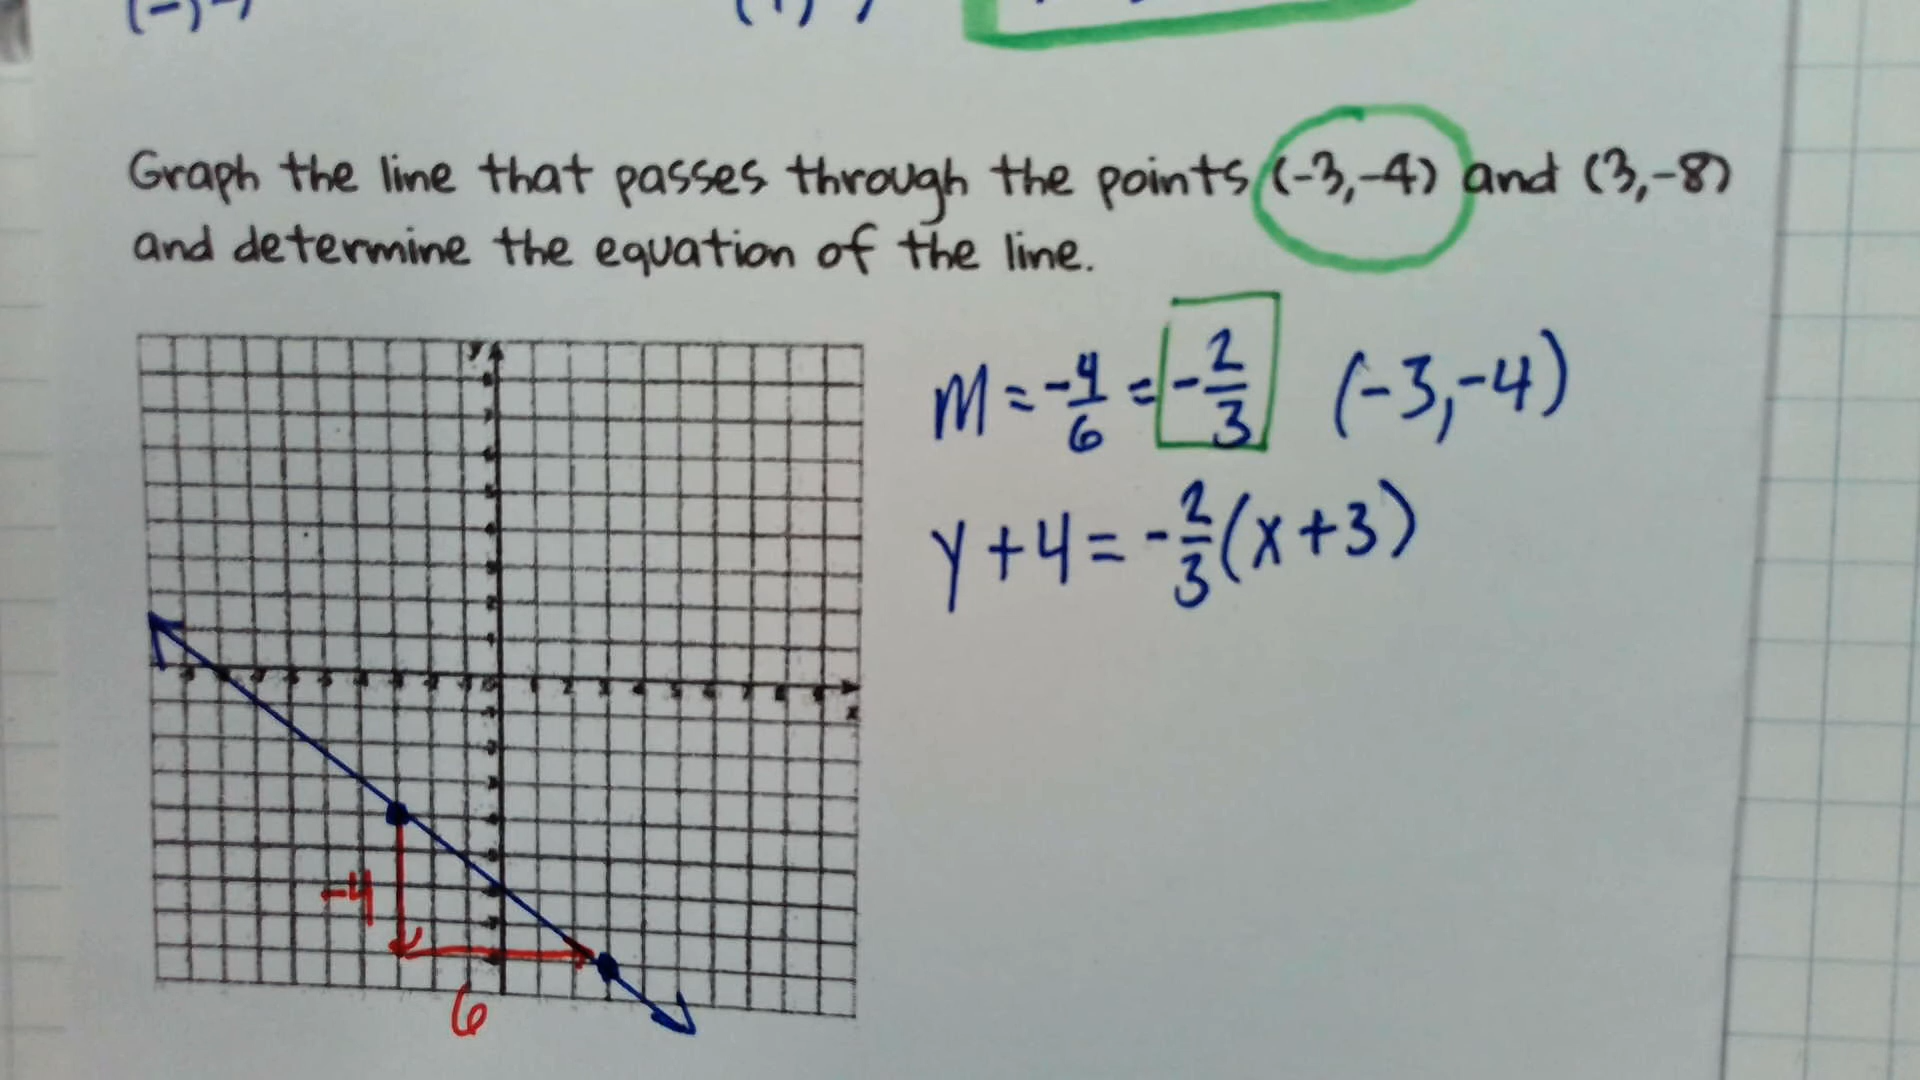 Graph the line that passes through the points (-3,-4) and (3,-8)
and determine the equation of the line.
M = -4/6 = -2/3 (-3,-4)
y + 4 = -2/3(x + 3)
y
x
-4
6